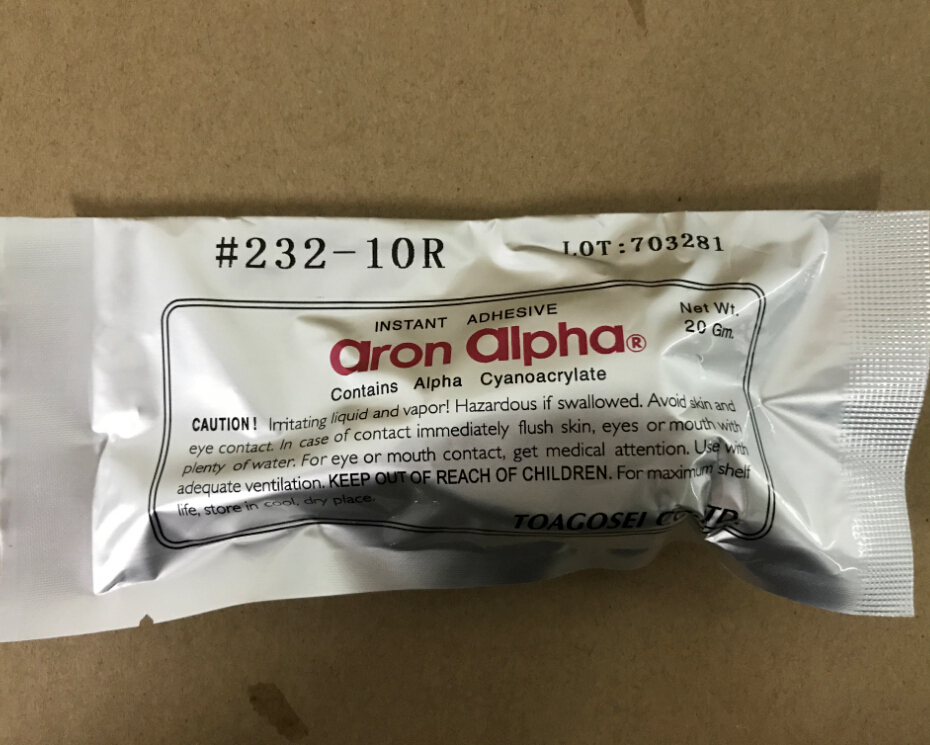 #232-10R LOT:703281
INSTANT ADHESIVE
Net Wt.
20 Gm.
aron alpha®
Contains Alpha Cyanoacrylate
CAUTION! Irritating liquid and vapor! Hazardous if swallowed. Avoid skin and
eye contact. In case of contact immediately flush skin, eyes or mouth with
plenty of water. For eye or mouth contact, get medical attention. Use with
adequate ventilation. KEEP OUT OF REACH OF CHILDREN. For maximum shelf
life, store in cool, dry place.
TOAGOSEI